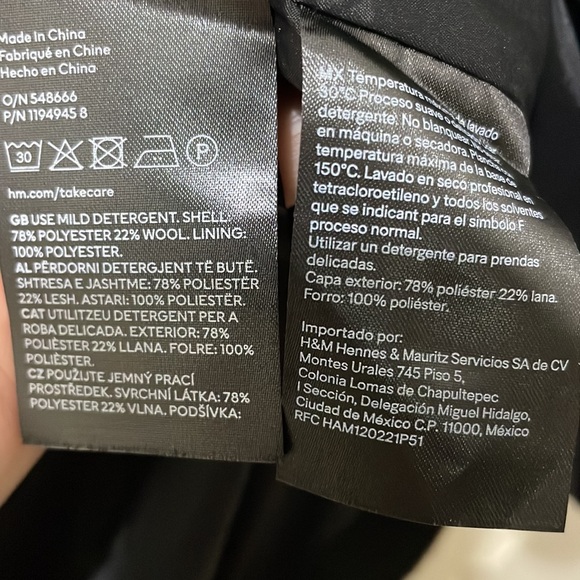 Made In China
Fabriqué en Chine
Hecho en China
O/N 548666
P/N 1194945 8
30
P
hm.com/takecare
GB USE MILD DETERGENT. SHELL:
78% POLYESTER 22% WOOL. LINING:
100% POLYESTER.
AL PËRDORNI DETERGJENT TË BUTË.
SHTRESA E JASHTME: 78% POLIESTËR
22% LESH. ASTARI: 100% POLIESTËR.
CAT UTILITZEU DETERGENT PER A
ROBA DELICADA. EXTERIOR: 78%
POLIÈSTER 22% LLANA. FOLRE: 100%
POLIÈSTER.
CZ POUŽIJTE JEMNÝ PRACÍ
PROSTŘEDEK. SVRCHNÍ LÁTKA: 78%
POLYESTER 22% VLNA. PODŠÍVKA:
MX Temperatura lavado
30°C Proceso suave
detergente. No blanquear
en máquina o secadora.
temperatura máxima de la
150°C. Lavado en seco profesional en
tetracloroetileno y todos los solventes
que se indican para el símbolo F
proceso normal.
Utilizar un detergente para prendas
delicadas.
Capa exterior: 78% poliéster 22% lana.
Forro: 100% poliéster.
Importado por:
H&M Hennes & Mauritz Servicios SA de CV
Montes Urales 745 Piso 5,
Colonia Lomas de Chapultepec
I Sección, Delegación Miguel Hidalgo,
Ciudad de México C.P. 11000, México
RFC HAM120221P51